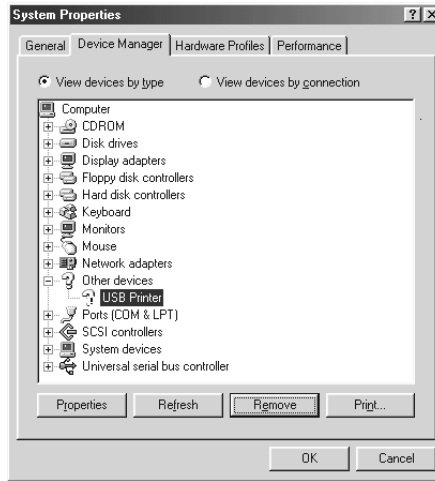 System Properties
General Device Manager Hardware Profiles Performance
View devices by type View devices by connection
Computer
CDROM
Disk drives
Display adapters
Floppy disk controllers
Hard disk controllers
Keyboard
Monitors
Mouse
Network adapters
Other devices
USB Printer
Ports (COM & LPT)
SCSI controllers
System devices
Universal serial bus controller
Properties Refresh Remove Print...
OK Cancel